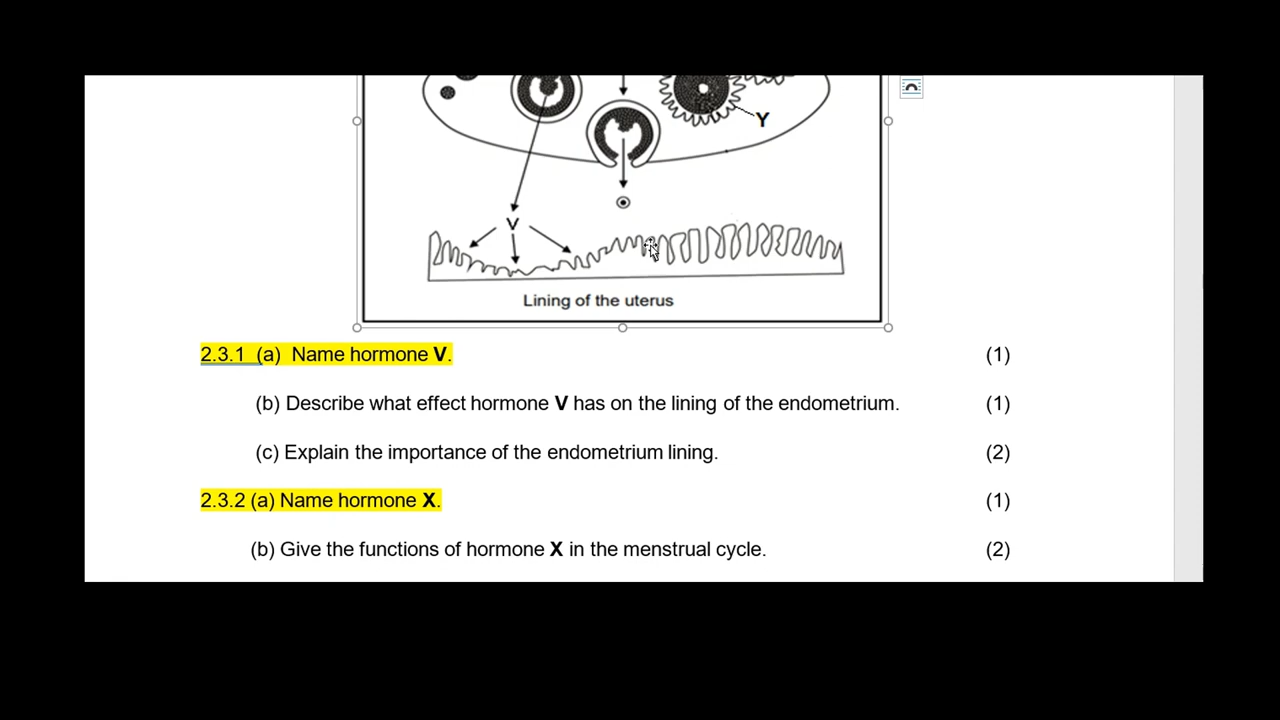 Y
V
Lining of the uterus
2.3.1 (a) Name hormone V. (1)
(b) Describe what effect hormone V has on the lining of the endometrium. (1)
(c) Explain the importance of the endometrium lining. (2)
2.3.2 (a) Name hormone X. (1)
(b) Give the functions of hormone X in the menstrual cycle. (2)